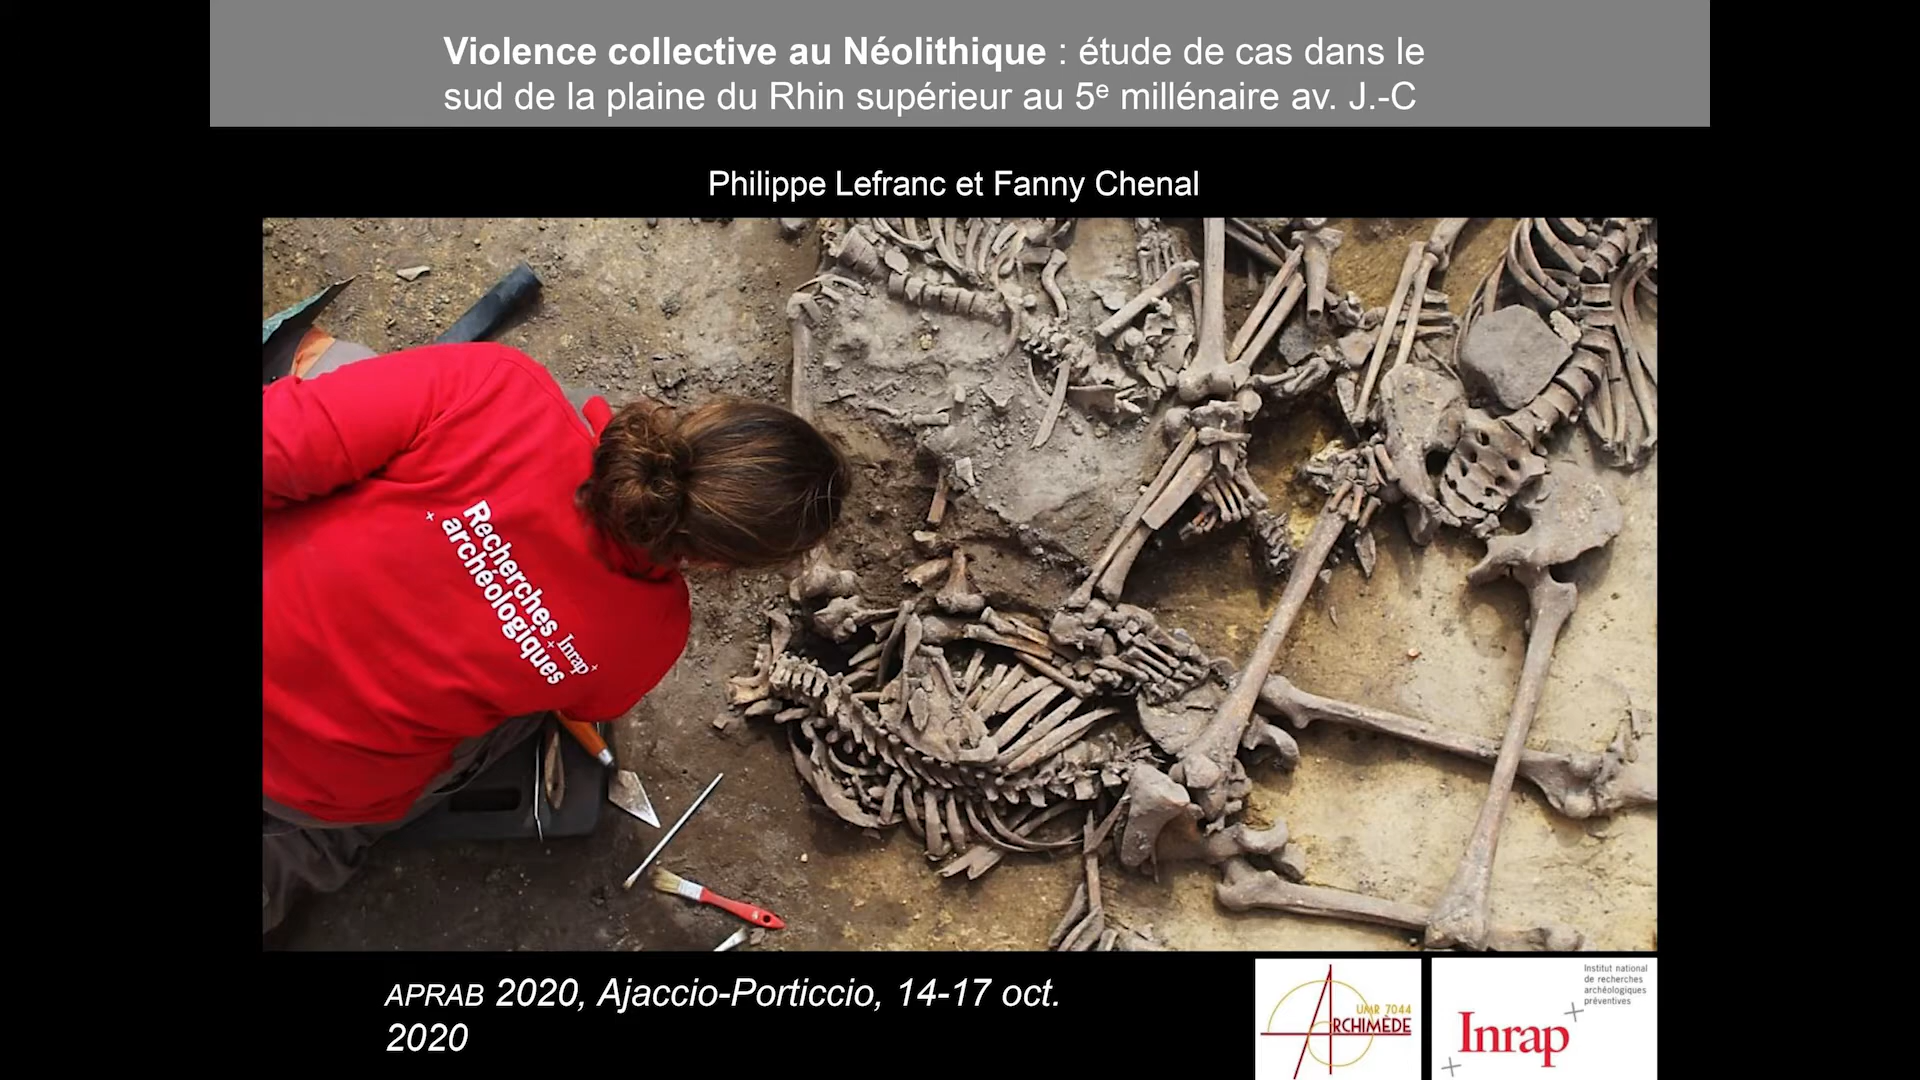 Violence collective au Néolithique : étude de cas dans le
sud de la plaine du Rhin supérieur au 5e millénaire av. J.-C
Philippe Lefranc et Fanny Chenal
Recherches
archéologiques
Inrap
APRAB 2020, Ajaccio-Porticcio, 14-17 oct.
2020
UMR 7044
ARCHIMÈDE
Institut national
de recherches
archéologiques
préventives
Inrap